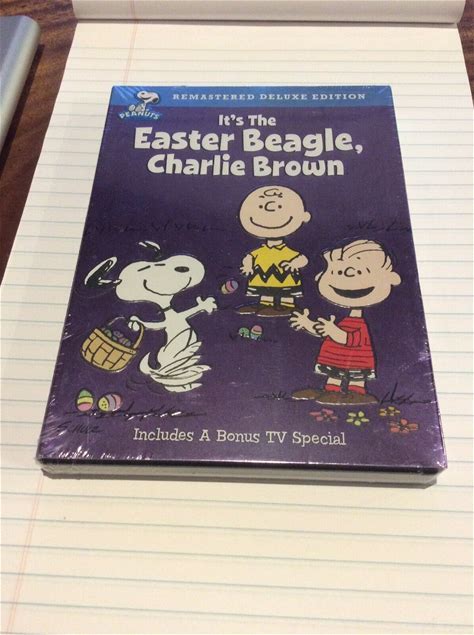 REMASTERED DELUXE EDITION
PEANUTS
It's The
Easter Beagle,
Charlie Brown
Includes A Bonus TV Special